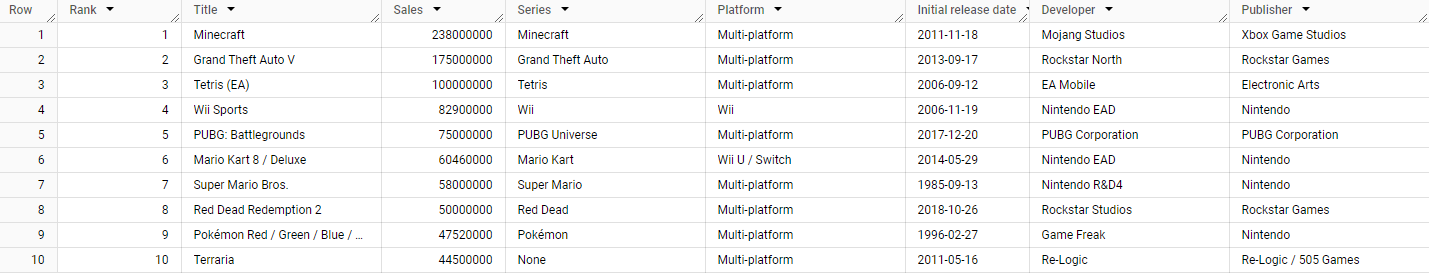 Row Rank Title Sales Series Platform Initial release date Developer Publisher
1 1 Minecraft 238000000 Minecraft Multi-platform 2011-11-18 Mojang Studios Xbox Game Studios
2 2 Grand Theft Auto V 175000000 Grand Theft Auto Multi-platform 2013-09-17 Rockstar North Rockstar Games
3 3 Tetris (EA) 100000000 Tetris Multi-platform 2006-09-12 EA Mobile Electronic Arts
4 4 Wii Sports 82900000 Wii Wii 2006-11-19 Nintendo EAD Nintendo
5 5 PUBG: Battlegrounds 75000000 PUBG Universe Multi-platform 2017-12-20 PUBG Corporation PUBG Corporation
6 6 Mario Kart 8 / Deluxe 60460000 Mario Kart Wii U / Switch 2014-05-29 Nintendo EAD Nintendo
7 7 Super Mario Bros. 58000000 Super Mario Multi-platform 1985-09-13 Nintendo R&D4 Nintendo
8 8 Red Dead Redemption 2 50000000 Red Dead Multi-platform 2018-10-26 Rockstar Studios Rockstar Games
9 9 Pokémon Red / Green / Blue / ... 47520000 Pokémon Multi-platform 1996-02-27 Game Freak Nintendo
10 10 Terraria 44500000 None Multi-platform 2011-05-16 Re-Logic Re-Logic / 505 Games